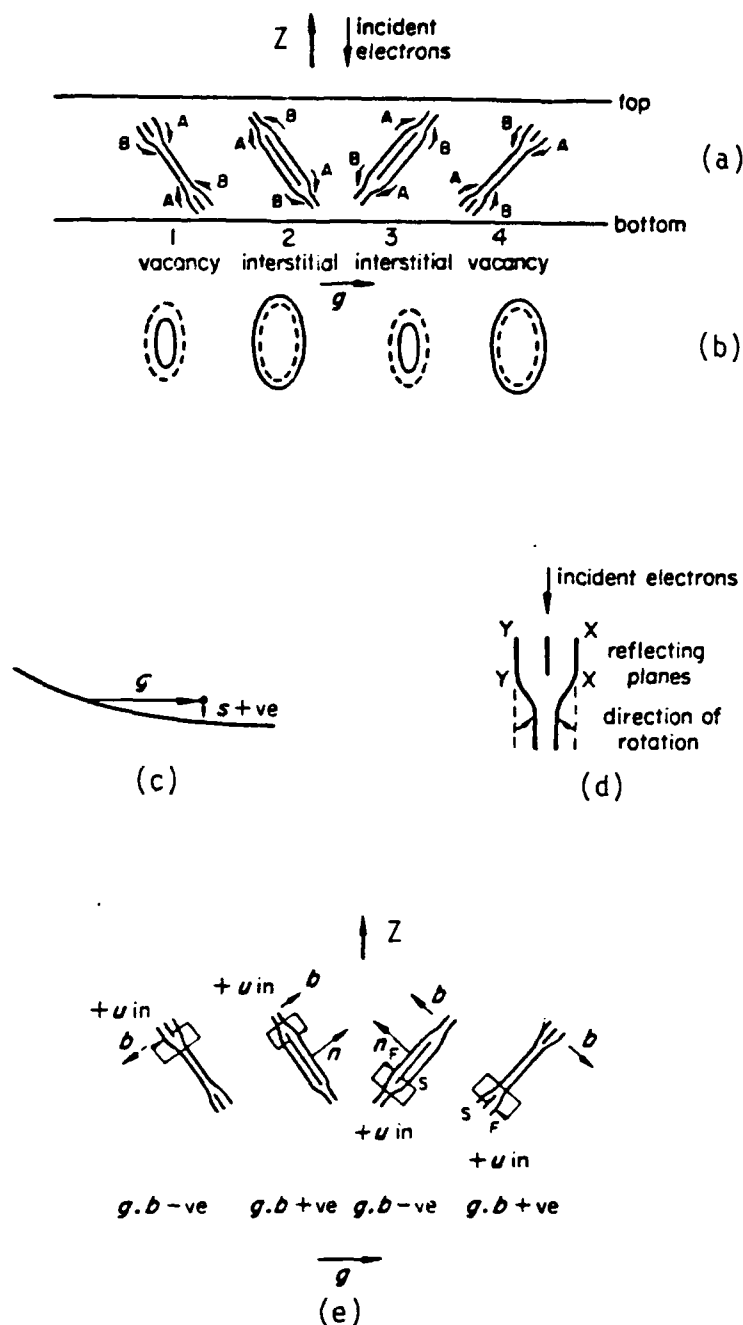 Z
incident
electrons
top
A B B A A B B A
B A A B
B A A B
A B B A
bottom
(a)
1 2 3 4
vacancy interstitial interstitial vacancy
g
(b)
incident electrons
Y X
reflecting
planes
Y X
direction of
rotation
(d)
g
s +ve
(c)
Z
+u in
b
+u in
b
b
b
n
n
F
S
S
F
+u in
+u in
g.b -ve g.b +ve g.b -ve g.b +ve
g
(e)